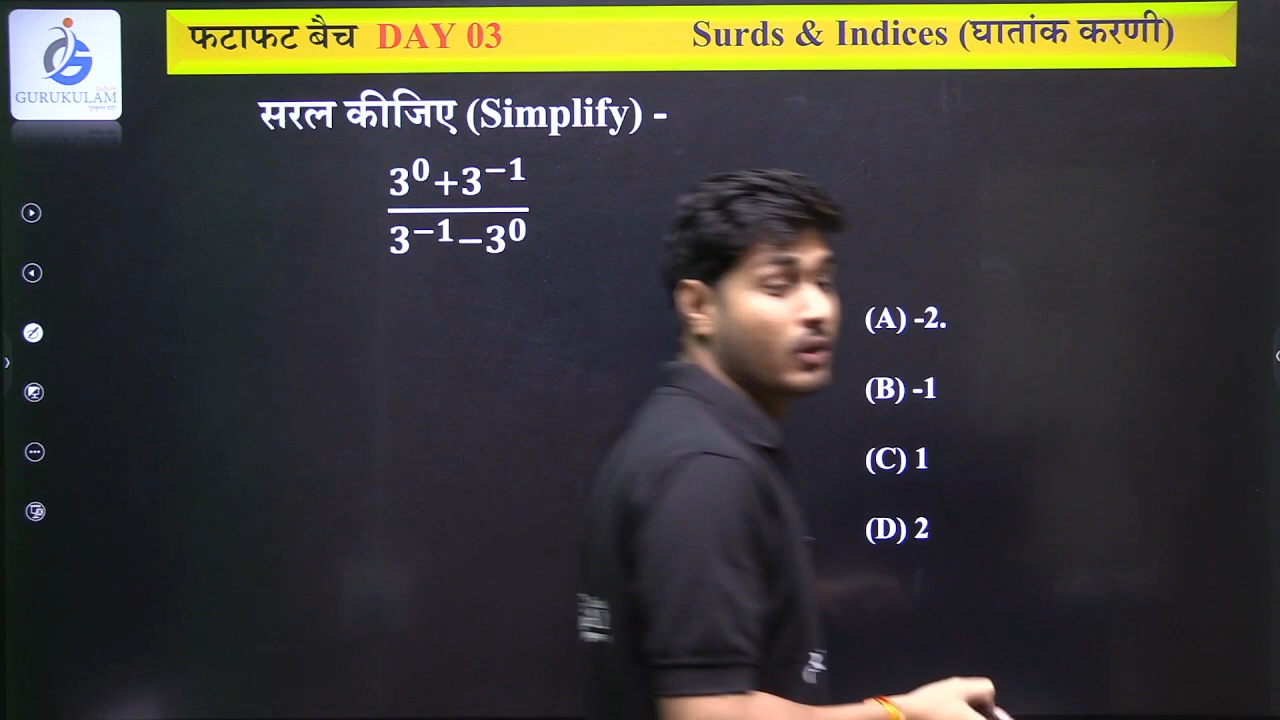 फटाफट बैच DAY 03 Surds & Indices (घातांक करणी)
GURUKULAM
सरल कीजिए (Simplify) -
3⁰+3⁻¹
3⁻¹−3⁰
(A) -2.
(B) -1
(C) 1
(D) 2